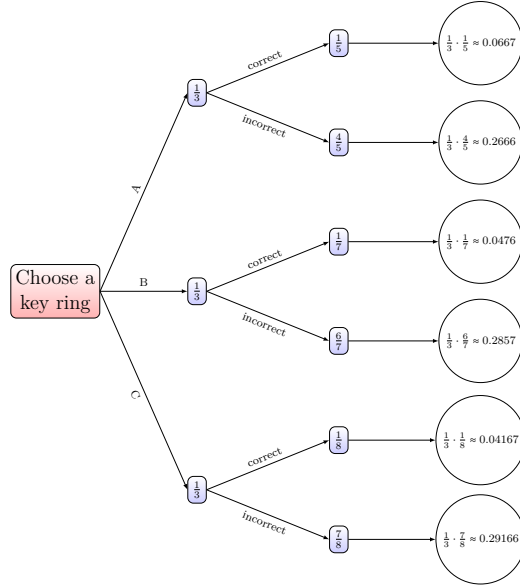 Choose a
key ring
A
B
C
1/3
correct
1/5
1/3 · 1/5 ≈ 0.0667
incorrect
4/5
1/3 · 4/5 ≈ 0.2666
1/3
correct
1/7
1/3 · 1/7 ≈ 0.0476
incorrect
6/7
1/3 · 6/7 ≈ 0.2857
1/3
correct
1/8
1/3 · 1/8 ≈ 0.04167
incorrect
7/8
1/3 · 7/8 ≈ 0.29166